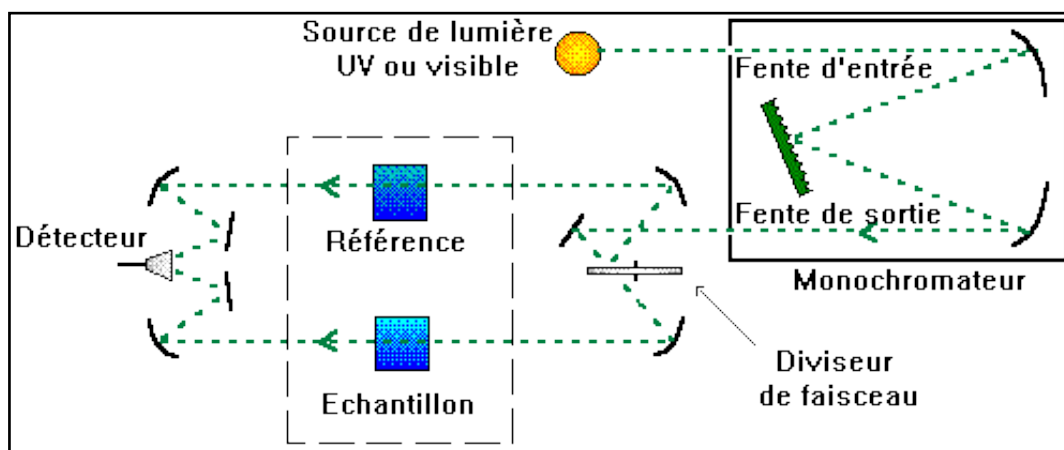 Source de lumière
UV ou visible
Fente d'entrée
Fente de sortie
Monochromateur
Détecteur
Référence
Echantillon
Diviseur
de faisceau